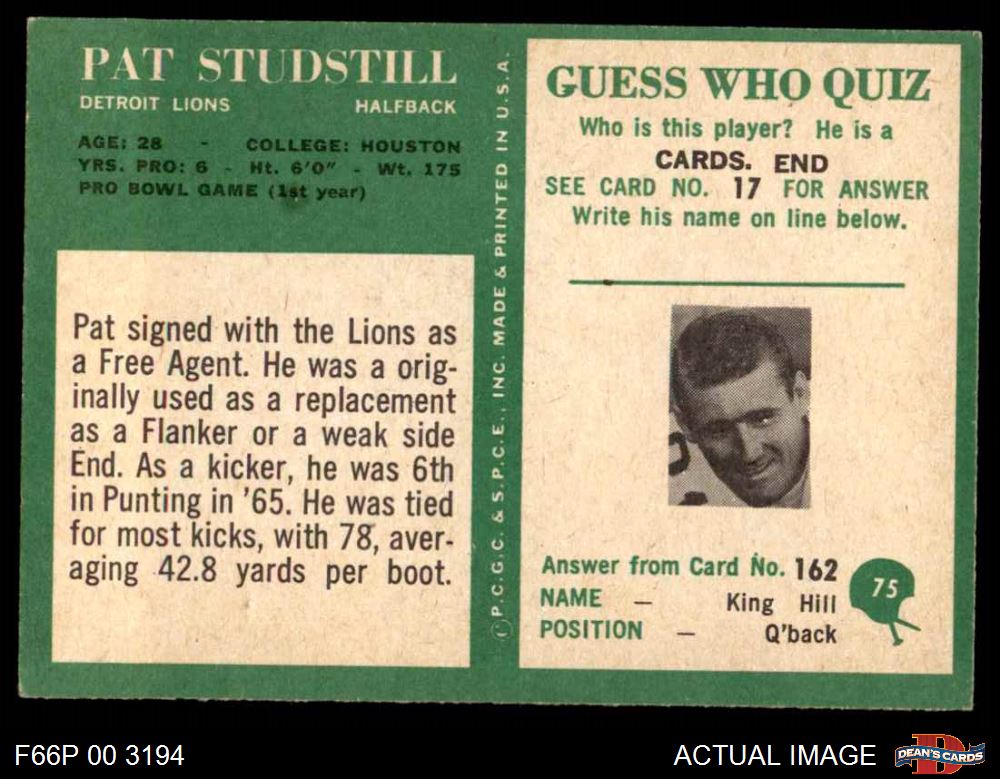 PAT STUDSTILL
DETROIT LIONS HALFBACK
AGE: 28 - COLLEGE: HOUSTON
YRS. PRO: 6 - Ht. 6'0" - Wt. 175
PRO BOWL GAME (1st year)
Pat signed with the Lions as
a Free Agent. He was a orig-
inally used as a replacement
as a Flanker or a weak side
End. As a kicker, he was 6th
in Punting in '65. He was tied
for most kicks, with 78, aver-
aging 42.8 yards per boot.
© P.C.G.C. & S.P.C.E., INC. MADE & PRINTED IN U.S.A.
GUESS WHO QUIZ
Who is this player? He is a
CARDS. END
SEE CARD NO. 17 FOR ANSWER
Write his name on line below.
Answer from Card No. 162
NAME — King Hill
POSITION — Q'back
75
F66P 00 3194
ACTUAL IMAGE
DEAN'S CARDS